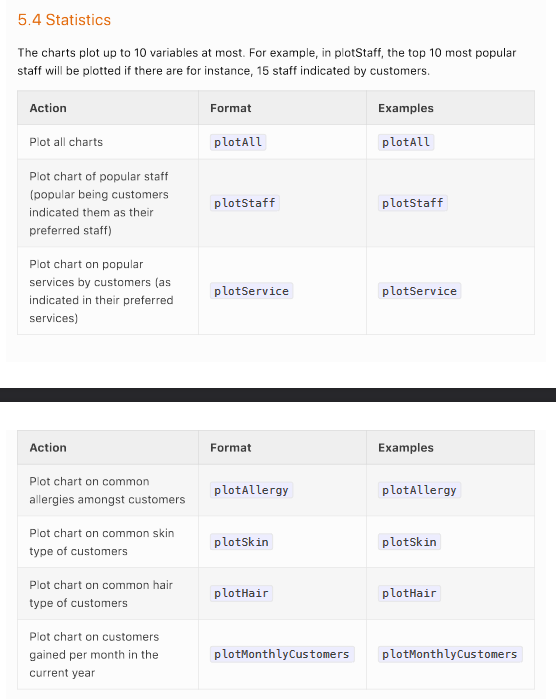 5.4 Statistics
The charts plot up to 10 variables at most. For example, in plotStaff, the top 10 most popular
staff will be plotted if there are for instance, 15 staff indicated by customers.
Action Format Examples
Plot all charts plotAll plotAll
Plot chart of popular staff
(popular being customers
indicated them as their
preferred staff)
plotStaff plotStaff
Plot chart on popular
services by customers (as
indicated in their preferred
services)
plotService plotService
Action Format Examples
Plot chart on common
allergies amongst customers
plotAllergy plotAllergy
Plot chart on common skin
type of customers
plotSkin plotSkin
Plot chart on common hair
type of customers
plotHair plotHair
Plot chart on customers
gained per month in the
current year
plotMonthlyCustomers plotMonthlyCustomers